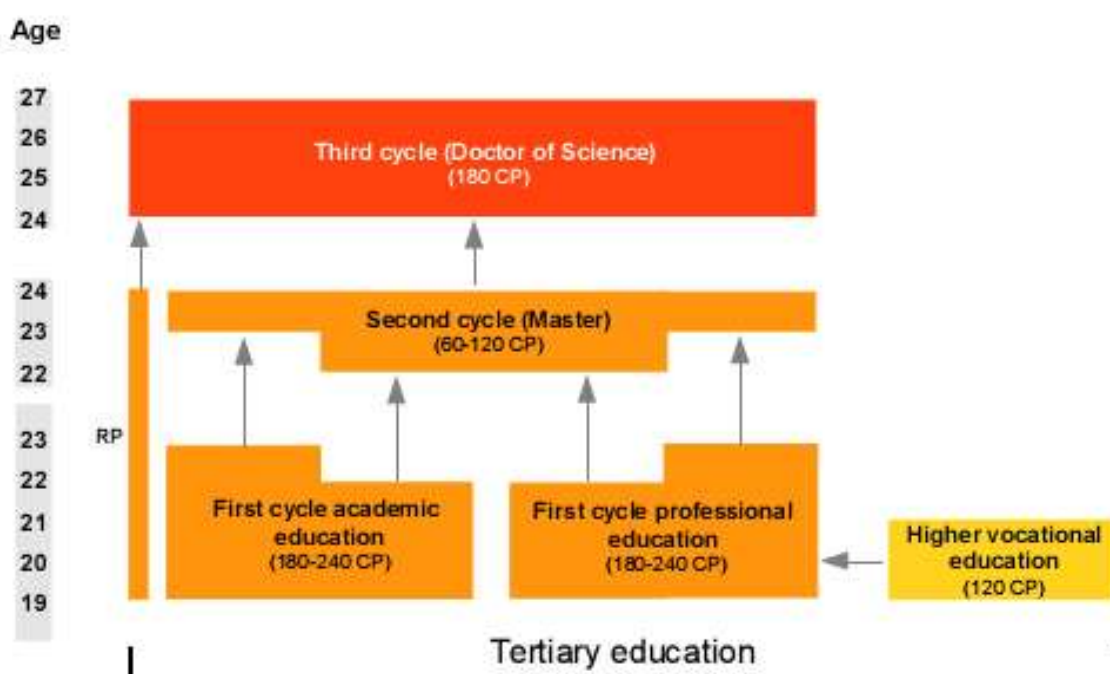 Age
27
26
25
24
Third cycle (Doctor of Science)
(180 CP)
24
23
22
Second cycle (Master)
(60-120 CP)
RP
23
22
21
20
19
First cycle academic
education
(180-240 CP)
First cycle professional
education
(180-240 CP)
Higher vocational
education
(120 CP)
Tertiary education